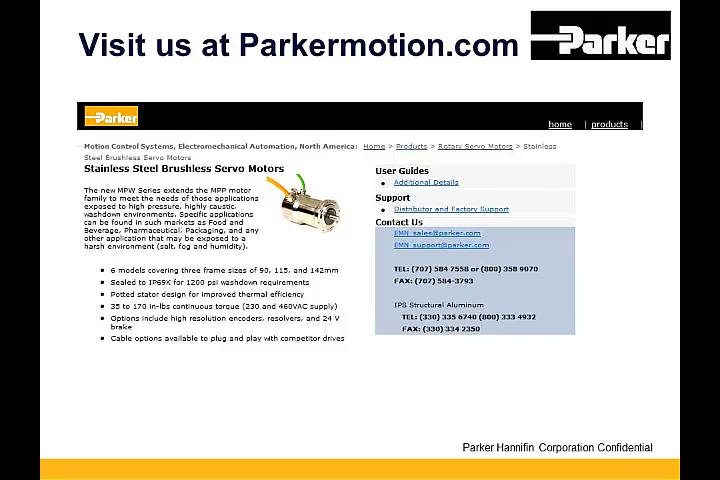 Visit us at Parkermotion.com
Parker
Parker
home | products |
Motion Control Systems, Electromechanical Automation, North America: Home > Products > Rotary Servo Motors > Stainless
Steel Brushless Servo Motors
Stainless Steel Brushless Servo Motors
The new MPW Series extends the MPP motor
family to meet the needs of those applications
exposed to high pressure, highly caustic,
washdown environments. Specific applications
can be found in such markets as Food and
Beverage, Pharmaceutical, Packaging, and any
other application that may be exposed to a
harsh environment (salt, fog and humidity).
• 6 models covering three frame sizes of 90, 115, and 142mm
• Sealed to IP69K for 1200 psi washdown requirements
• Potted stator design for improved thermal efficiency
• 35 to 170 in-lbs continuous torque (230 and 460VAC supply)
• Options include high resolution encoders, resolvers, and 24 V
brake
• Cable options available to plug and play with competitor drives
User Guides
• Additional Details
Support
• Distributor and Factory Support
Contact Us
EMN_sales@parker.com
EMN_support@parker.com
TEL: (707) 584 7558 or (800) 358 9070
FAX: (707) 584-3793
IPS Structural Aluminum
TEL: (330) 335 6740 (800) 333 4932
FAX: (330) 334 2350
Parker Hannifin Corporation Confidential